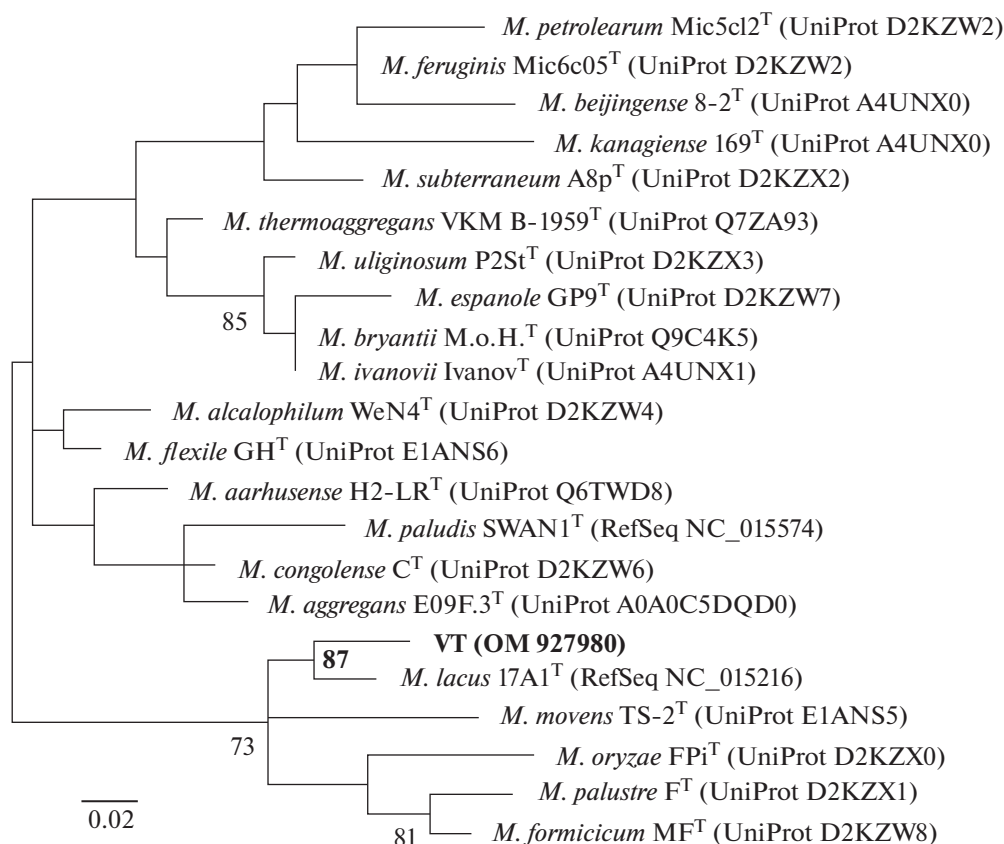 M. petrolearum Mic5cl2ᵀ (UniProt D2KZW2)
M. feruginis Mic6c05ᵀ (UniProt D2KZW2)
M. beijingense 8-2ᵀ (UniProt A4UNX0)
M. kanagiense 169ᵀ (UniProt A4UNX0)
M. subterraneum A8pᵀ (UniProt D2KZX2)
M. thermoaggregans VKM B-1959ᵀ (UniProt Q7ZA93)
M. uliginosum P2Stᵀ (UniProt D2KZX3)
M. espanole GP9ᵀ (UniProt D2KZW7)
85
M. bryantii M.o.H.ᵀ (UniProt Q9C4K5)
M. ivanovii Ivanovᵀ (UniProt A4UNX1)
M. alcalophilum WeN4ᵀ (UniProt D2KZW4)
M. flexile GHᵀ (UniProt E1ANS6)
M. aarhusense H2-LRᵀ (UniProt Q6TWD8)
M. paludis SWAN1ᵀ (RefSeq NC_015574)
M. congolense Cᵀ (UniProt D2KZW6)
M. aggregans E09F.3ᵀ (UniProt A0A0C5DQD0)
VT (OM 927980)
87
M. lacus 17A1ᵀ (RefSeq NC_015216)
M. movens TS-2ᵀ (UniProt E1ANS5)
73
M. oryzae FPiᵀ (UniProt D2KZX0)
M. palustre Fᵀ (UniProt D2KZX1)
0.02
81
M. formicicum MFᵀ (UniProt D2KZW8)